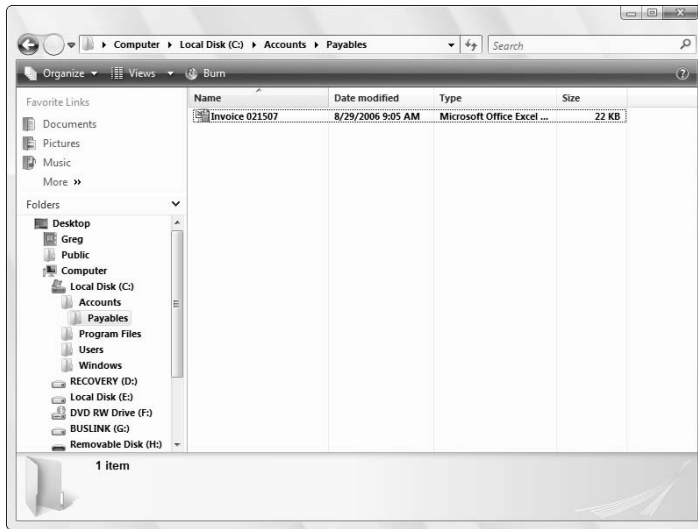 Computer Local Disk (C:) Accounts Payables Search
Organize Views Burn
Favorite Links
Documents
Pictures
Music
More »
Folders
Desktop
Greg
Public
Computer
Local Disk (C:)
Accounts
Payables
Program Files
Users
Windows
RECOVERY (D:)
Local Disk (E:)
DVD RW Drive (F:)
BUSLINK (G:)
Removable Disk (H:)
Name Date modified Type Size
Invoice 021507 8/29/2006 9:05 AM Microsoft Office Excel ... 22 KB
1 item